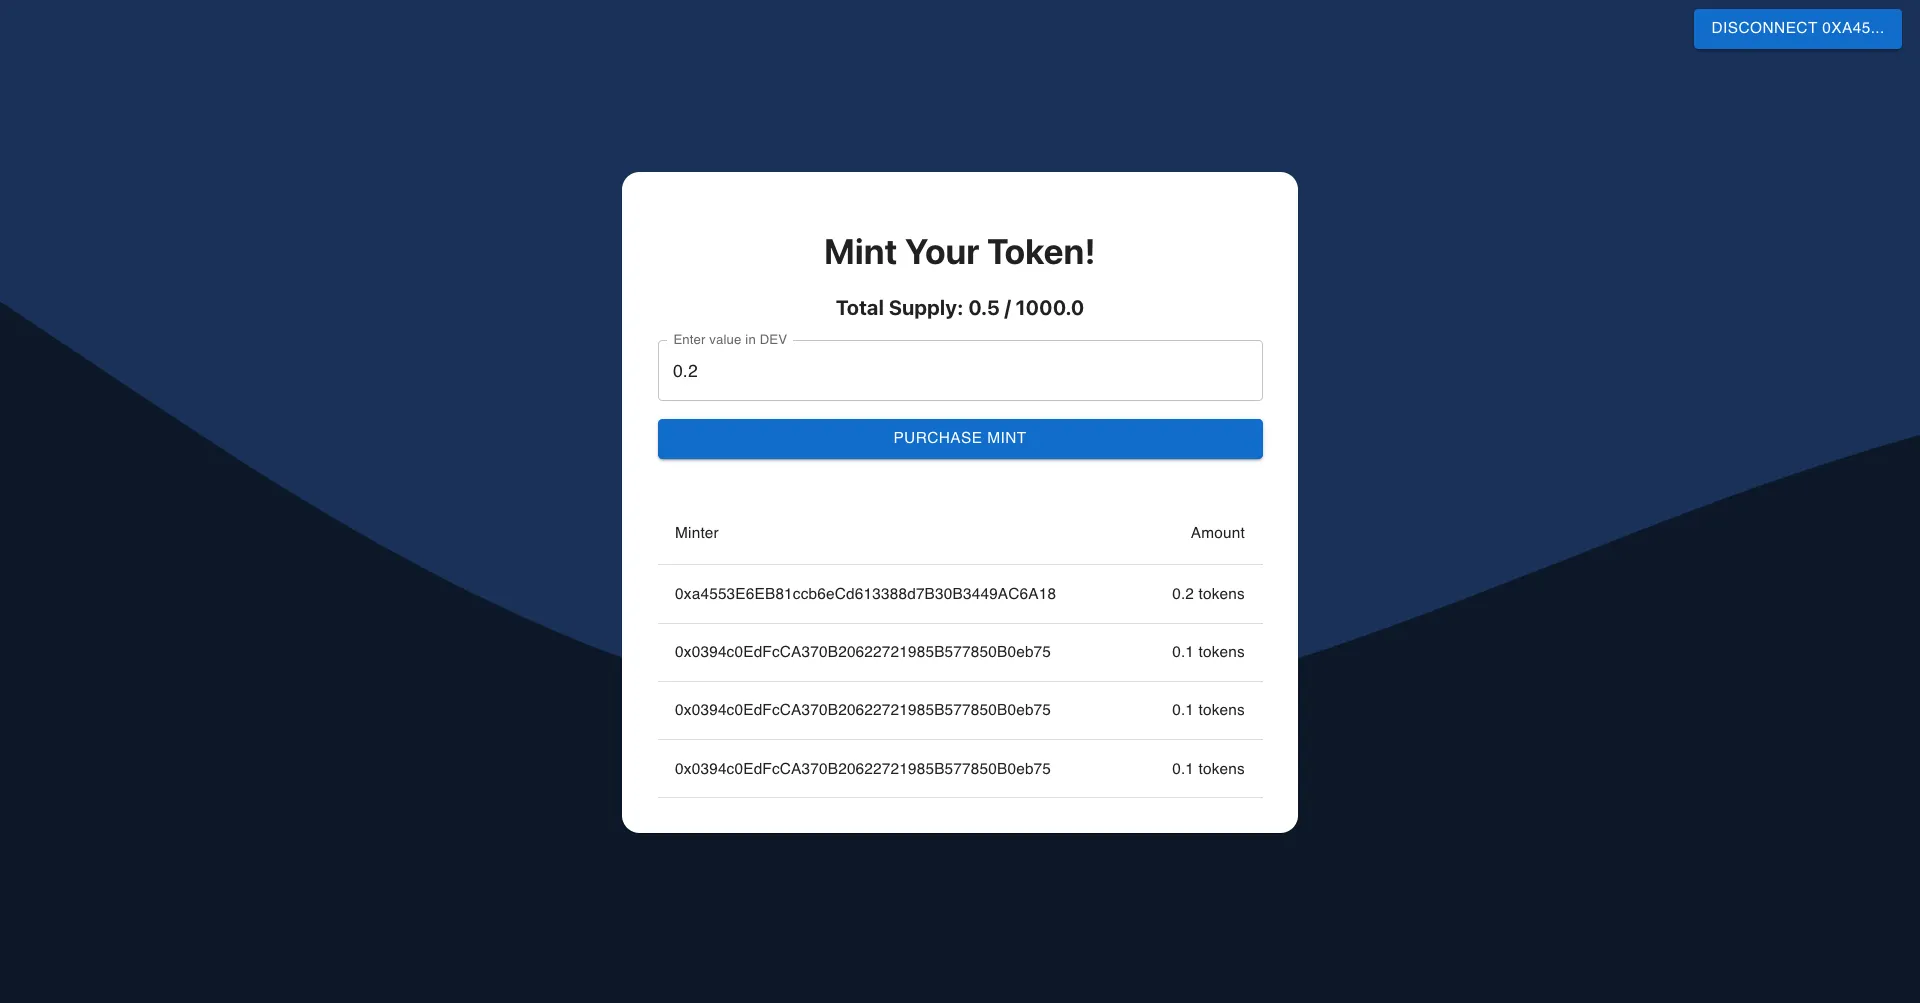 DISCONNECT 0XA45...
Mint Your Token!
Total Supply: 0.5 / 1000.0
Enter value in DEV
0.2
PURCHASE MINT
Minter Amount
0xa4553E6EB81ccb6eCd613388d7B30B3449AC6A18 0.2 tokens
0x0394c0EdFcCA370B20622721985B577850B0eb75 0.1 tokens
0x0394c0EdFcCA370B20622721985B577850B0eb75 0.1 tokens
0x0394c0EdFcCA370B20622721985B577850B0eb75 0.1 tokens